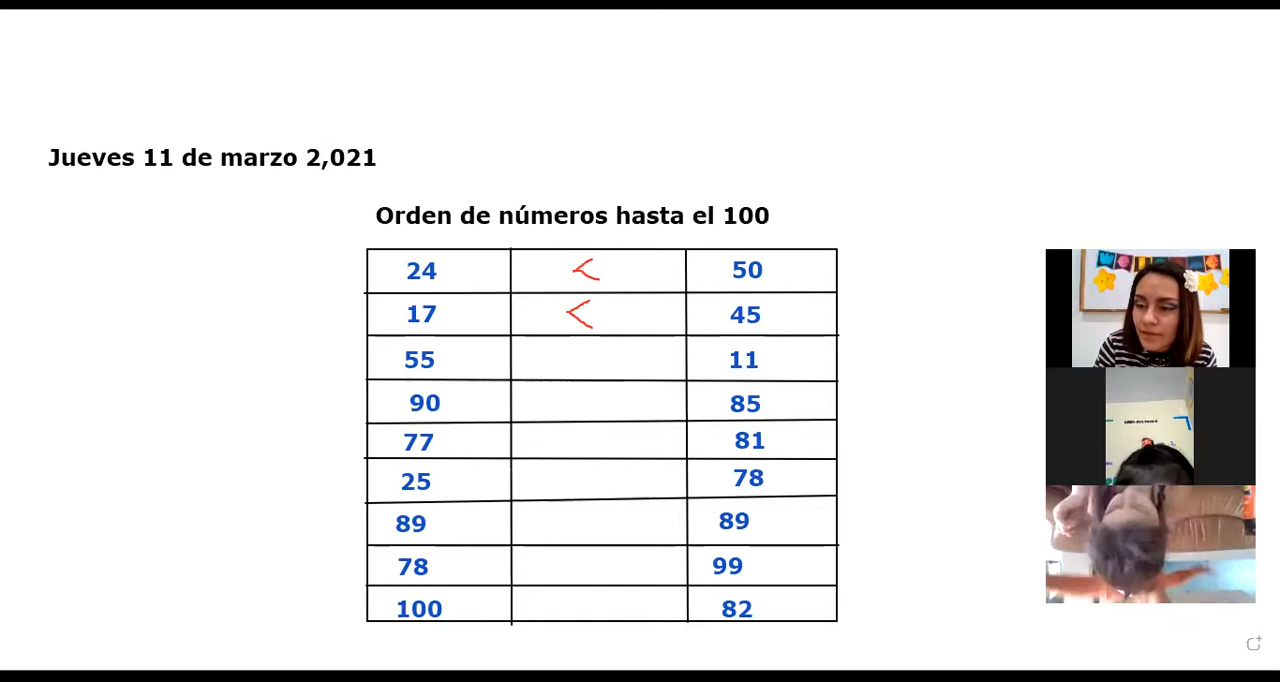 Jueves 11 de marzo 2,021
Orden de números hasta el 100
24 < 50
17 < 45
55 11
90 85
77 81
25 78
89 89
78 99
100 82